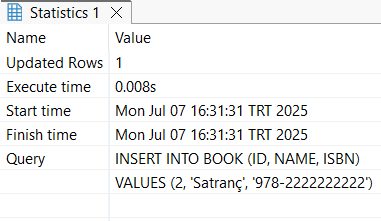 Statistics 1
Name Value
Updated Rows 1
Execute time 0.008s
Start time Mon Jul 07 16:31:31 TRT 2025
Finish time Mon Jul 07 16:31:31 TRT 2025
Query INSERT INTO BOOK (ID, NAME, ISBN)
VALUES (2, 'Satranç', '978-2222222222')